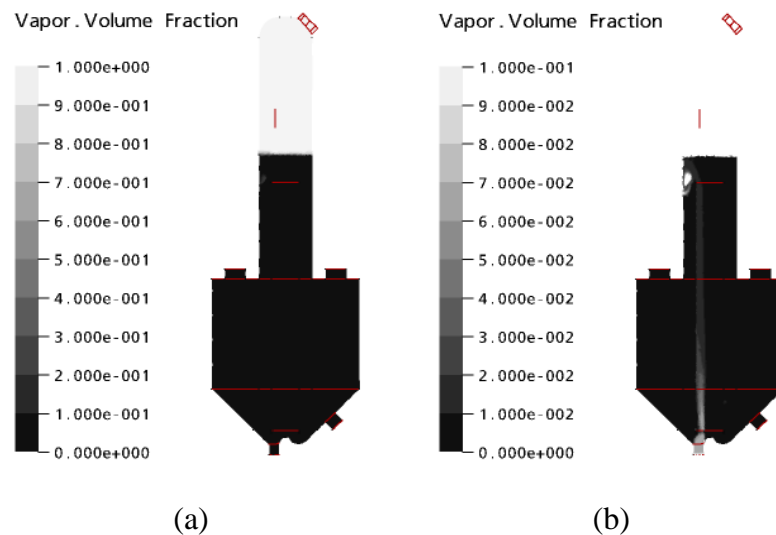 Vapor.Volume Fraction
1.000e+000
9.000e-001
8.000e-001
7.000e-001
6.000e-001
5.000e-001
4.000e-001
3.000e-001
2.000e-001
1.000e-001
0.000e+000
(a)
Vapor.Volume Fraction
1.000e-001
9.000e-002
8.000e-002
7.000e-002
6.000e-002
5.000e-002
4.000e-002
3.000e-002
2.000e-002
1.000e-002
0.000e+000
(b)